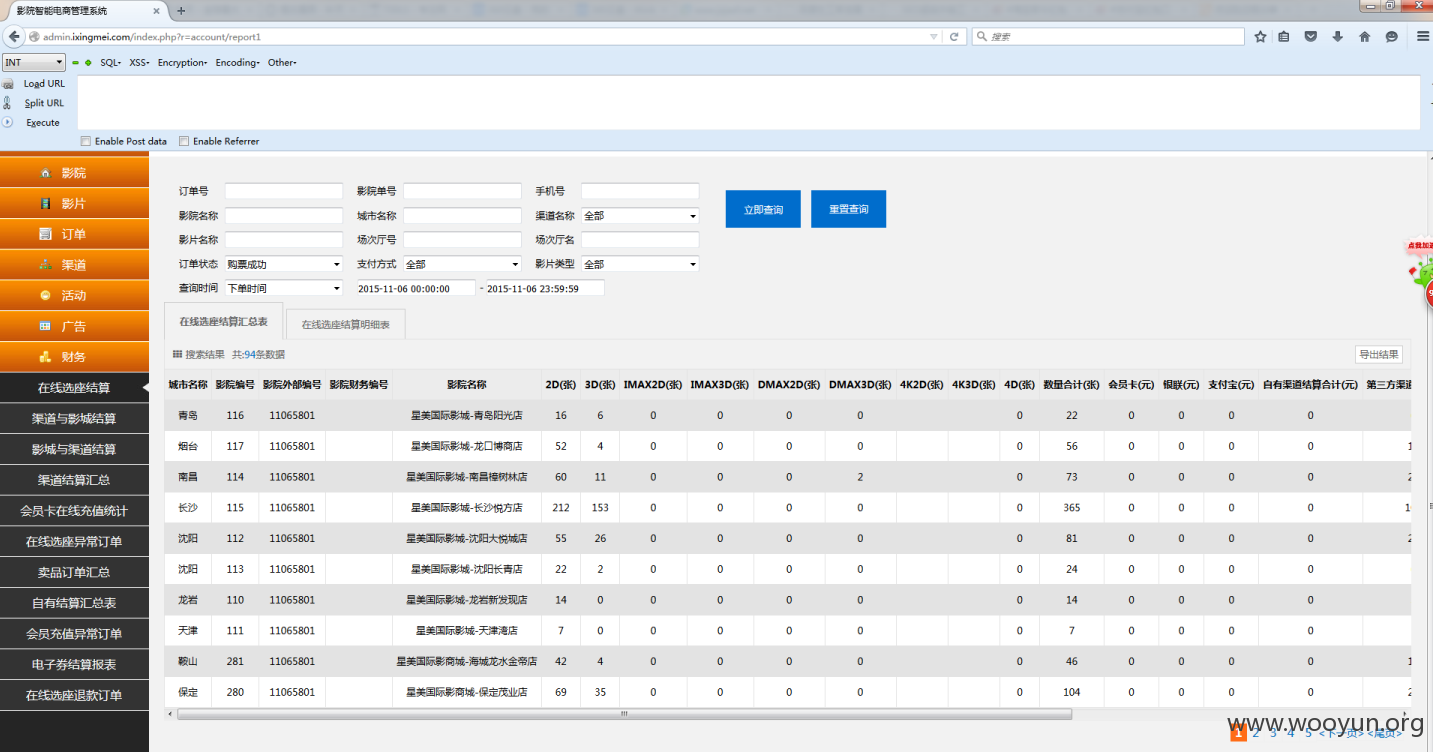 影院智能电商管理系统
admin.ixingmei.com/index.php?r=account/report1
搜索
INT SQL- XSS- Encryption- Encoding- Other-
Load URL
Split URL
Execute
Enable Post data Enable Referrer
影院
影片
订单
渠道
活动
广告
财务
在线选座结算
渠道与影城结算
影城与渠道结算
渠道结算汇总
会员卡在线充值统计
在线选座异常订单
卖品订单汇总
自有结算汇总表
会员充值异常订单
电子券结算报表
在线选座退款订单
订单号 影院单号 手机号
影院名称 城市名称 渠道名称 全部
影片名称 场次厅号 场次厅名
订单状态 购票成功 支付方式 全部 影片类型 全部
查询时间 下单时间 2015-11-06 00:00:00 - 2015-11-06 23:59:59
立即查询 重置查询
在线选座结算汇总表 在线选座结算明细表
搜索结果 共:94条数据 导出结果
城市名称 影院编号 影院外部编号 影院财务编号 影院名称 2D(张) 3D(张) IMAX2D(张) IMAX3D(张) DMAX2D(张) DMAX3D(张) 4K2D(张) 4K3D(张) 4D(张) 数量合计(张) 会员卡(元) 银联(元) 支付宝(元) 自有渠道结算合计(元) 第三方渠道
青岛 116 11065801 星美国际影城-青岛阳光店 16 6 0 0 0 0 0 22 0 0 0 0
烟台 117 11065801 星美国际影城-龙口博商店 52 4 0 0 0 0 0 56 0 0 0 0 1
南昌 114 11065801 星美国际影城-南昌樟树林店 60 11 0 0 0 2 0 73 0 0 0 0 2
长沙 115 11065801 星美国际影城-长沙悦方店 212 153 0 0 0 0 0 365 0 0 0 0 1
沈阳 112 11065801 星美国际影城-沈阳大悦城店 55 26 0 0 0 0 0 81 0 0 0 0 2
沈阳 113 11065801 星美国际影城-沈阳长青店 22 2 0 0 0 0 0 24 0 0 0 0
龙岩 110 11065801 星美国际影城-龙岩新发现店 14 0 0 0 0 0 0 14 0 0 0 0
天津 111 11065801 星美国际影城-天津湾店 7 0 0 0 0 0 0 7 0 0 0 0
鞍山 281 11065801 星美国际影商城-海城龙水金帝店 42 4 0 0 0 0 0 46 0 0 0 0 1
保定 280 11065801 星美国际影商城-保定茂业店 69 35 0 0 0 0 0 104 0 0 0 0 2
1 2 3 4 5 <下一页> <尾页>
www.wooyun.org
点我加速